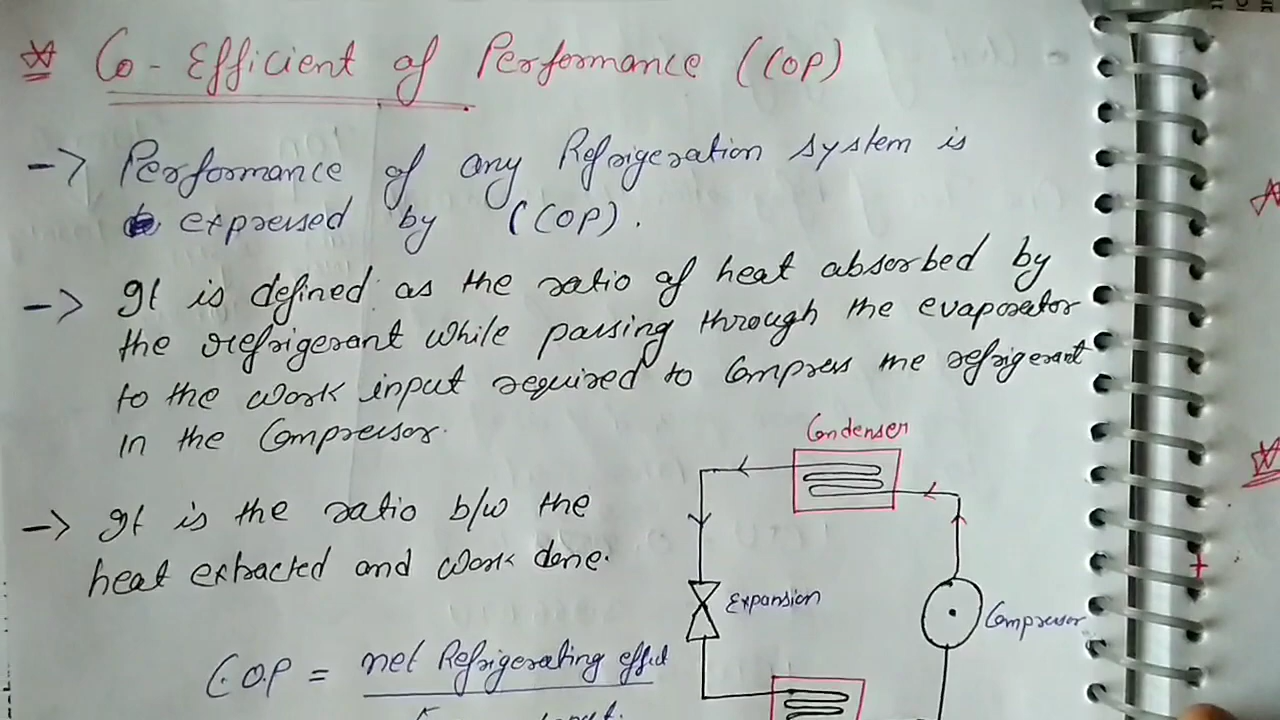 Co-Efficient of Performance (COP)
-> Performance of any Refrigeration system is
expressed by (COP).
-> It is defined as the ratio of heat absorbed by
the refrigerant while passing through the evaporator
to the work input required to Compress the refrigerant
in the Compressor.
Condenser
-> It is the ratio b/w the
heat extracted and work done.
Expansion
Compressor
C.O.P = net Refrigerating effect